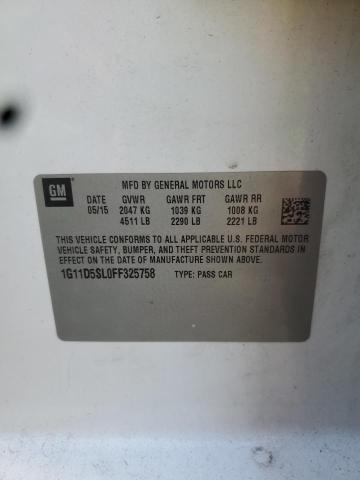 GM
MFD BY GENERAL MOTORS LLC
DATE GVWR GAWR FRT GAWR RR
05/15 2047 KG 1039 KG 1008 KG
4511 LB 2290 LB 2221 LB
THIS VEHICLE CONFORMS TO ALL APPLICABLE U.S. FEDERAL MOTOR
VEHICLE SAFETY, BUMPER, AND THEFT PREVENTION STANDARDS IN
EFFECT ON THE DATE OF MANUFACTURE SHOWN ABOVE.
1G11D5SL0FF325758 TYPE: PASS CAR